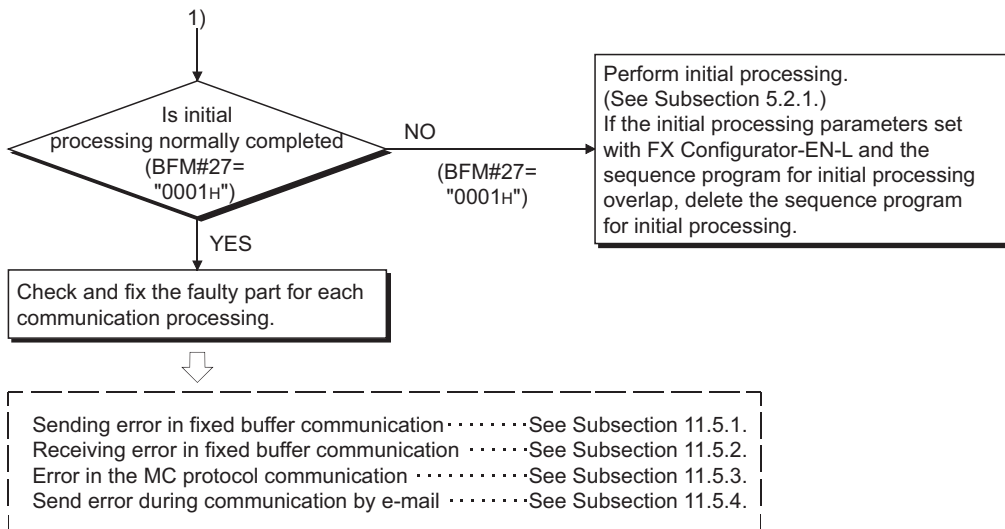 1)
Is initial
processing normally completed
(BFM#27=
"0001H")
NO
(BFM#27=
"0001H")
Perform initial processing.
(See Subsection 5.2.1.)
If the initial processing parameters set
with FX Configurator-EN-L and the
sequence program for initial processing
overlap, delete the sequence program
for initial processing.
YES
Check and fix the faulty part for each
communication processing.
Sending error in fixed buffer communication ········ See Subsection 11.5.1.
Receiving error in fixed buffer communication ······· See Subsection 11.5.2.
Error in the MC protocol communication ········ See Subsection 11.5.3.
Send error during communication by e-mail ········ See Subsection 11.5.4.